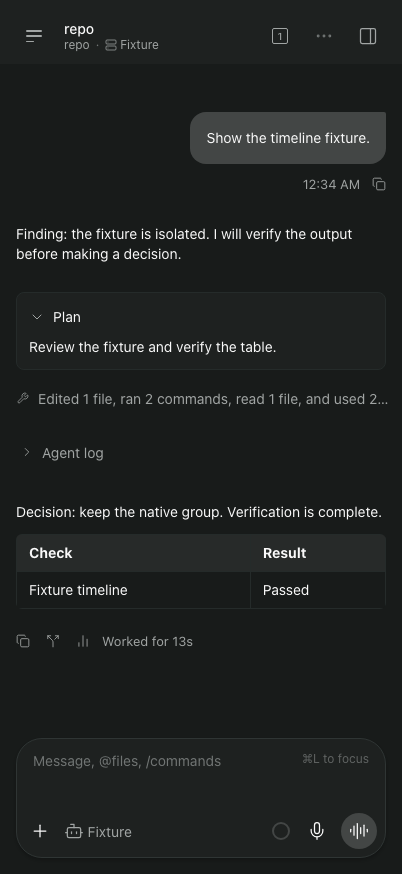 repo
repo · Fixture
1
Show the timeline fixture.
12:34 AM
Finding: the fixture is isolated. I will verify the output
before making a decision.
Plan
Review the fixture and verify the table.
Edited 1 file, ran 2 commands, read 1 file, and used 2...
Agent log
Decision: keep the native group. Verification is complete.
Check Result
Fixture timeline Passed
Worked for 13s
Message, @files, /commands ⌘L to focus
Fixture